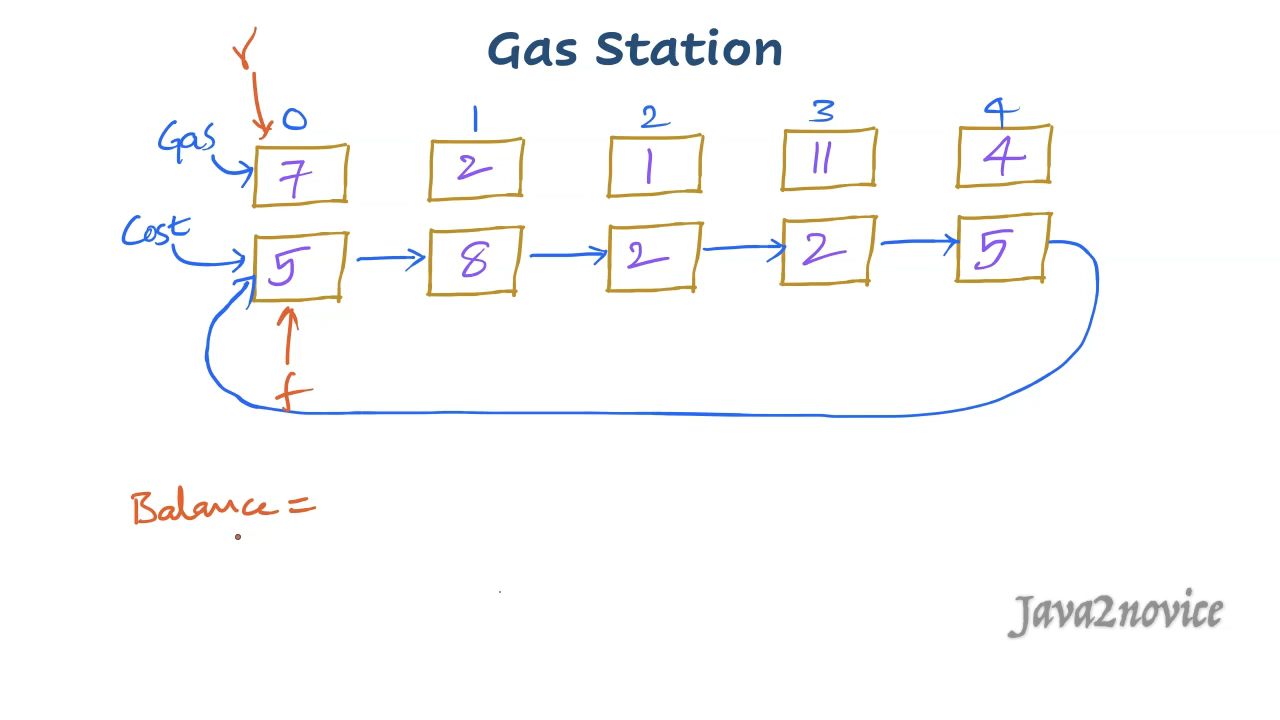 Gas Station
r
0 1 2 3 4
Gas 7 2 1 11 4
Cost 5 8 2 2 5
f
Balance =
Java2novice